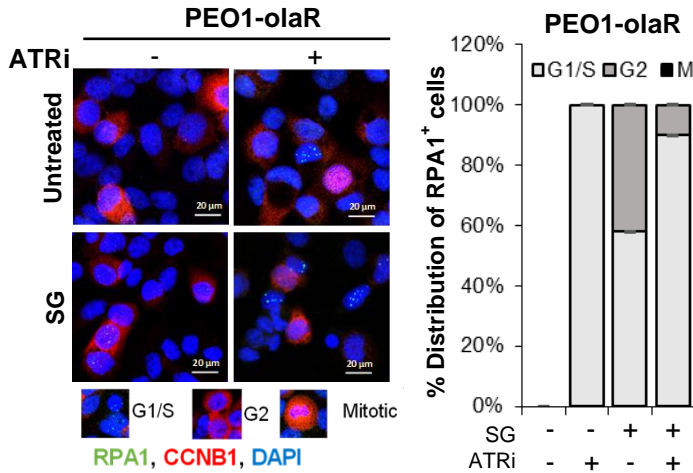 PEO1-olaR
ATRi - +
Untreated
20 µm
20 µm
SG
20 µm
20 µm
G1/S
G2
Mitotic
RPA1, CCNB1, DAPI
PEO1-olaR
% Distribution of RPA1+ cells
120%
G1/S G2 M
100%
80%
60%
40%
20%
0%
SG - - + +
ATRi - + - +